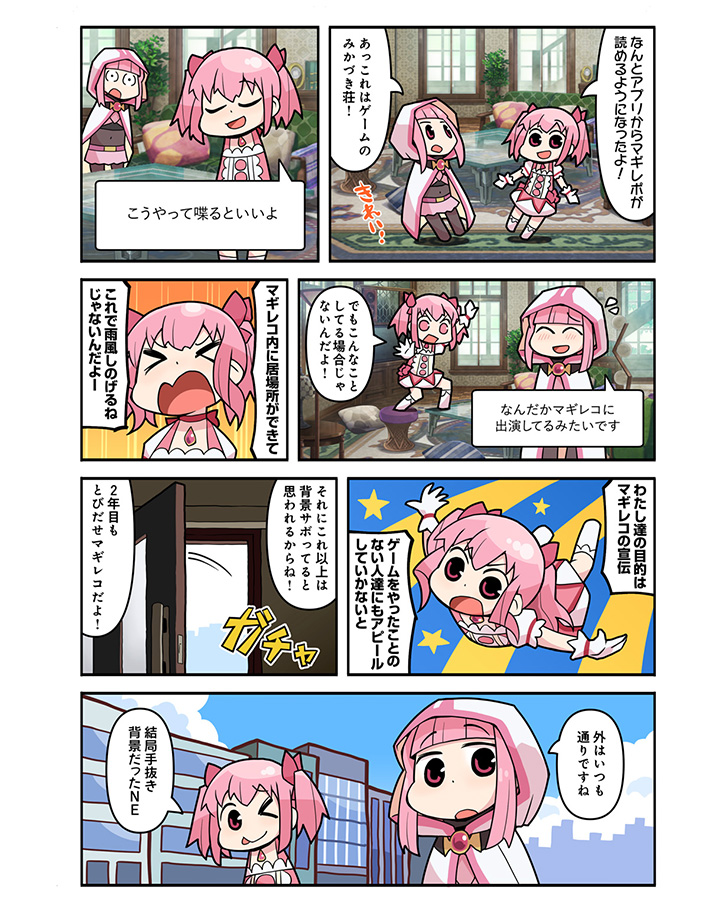 なんとアプリからマギレポが
読めるようになったよ！
あっこれはゲームの
みかづき荘！
きれい！
こうやって喋るといいよ
なんだかマギレコに
出演してるみたいです
でもこんなこと
してる場合じゃ
ないんだよ！
マギレコ内に居場所ができて
これで雨風しのげるね
じゃないんだよー
わたし達の目的は
マギレコの宣伝
ゲームをやったことの
ない人達にもアピール
していかないと
それにこれ以上は
背景サボってると
思われるからね！
ガチャ
2年目も
とびだせマギレコだよ！
外はいつも
通りですね
結局手抜き
背景だったNE